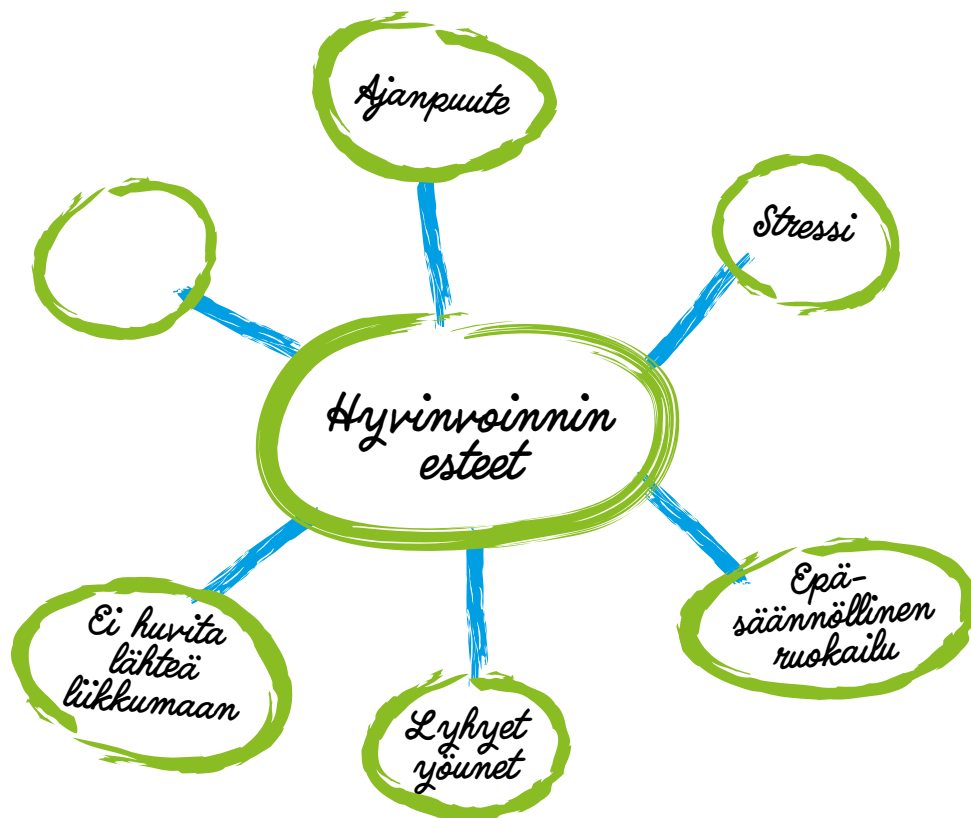 Ajanpuute
Stressi
Hyvinvoinnin
esteet
Epä-
säännöllinen
ruokailu
Ei huvita
lähteä
liikkumaan
Lyhyet
yöunet